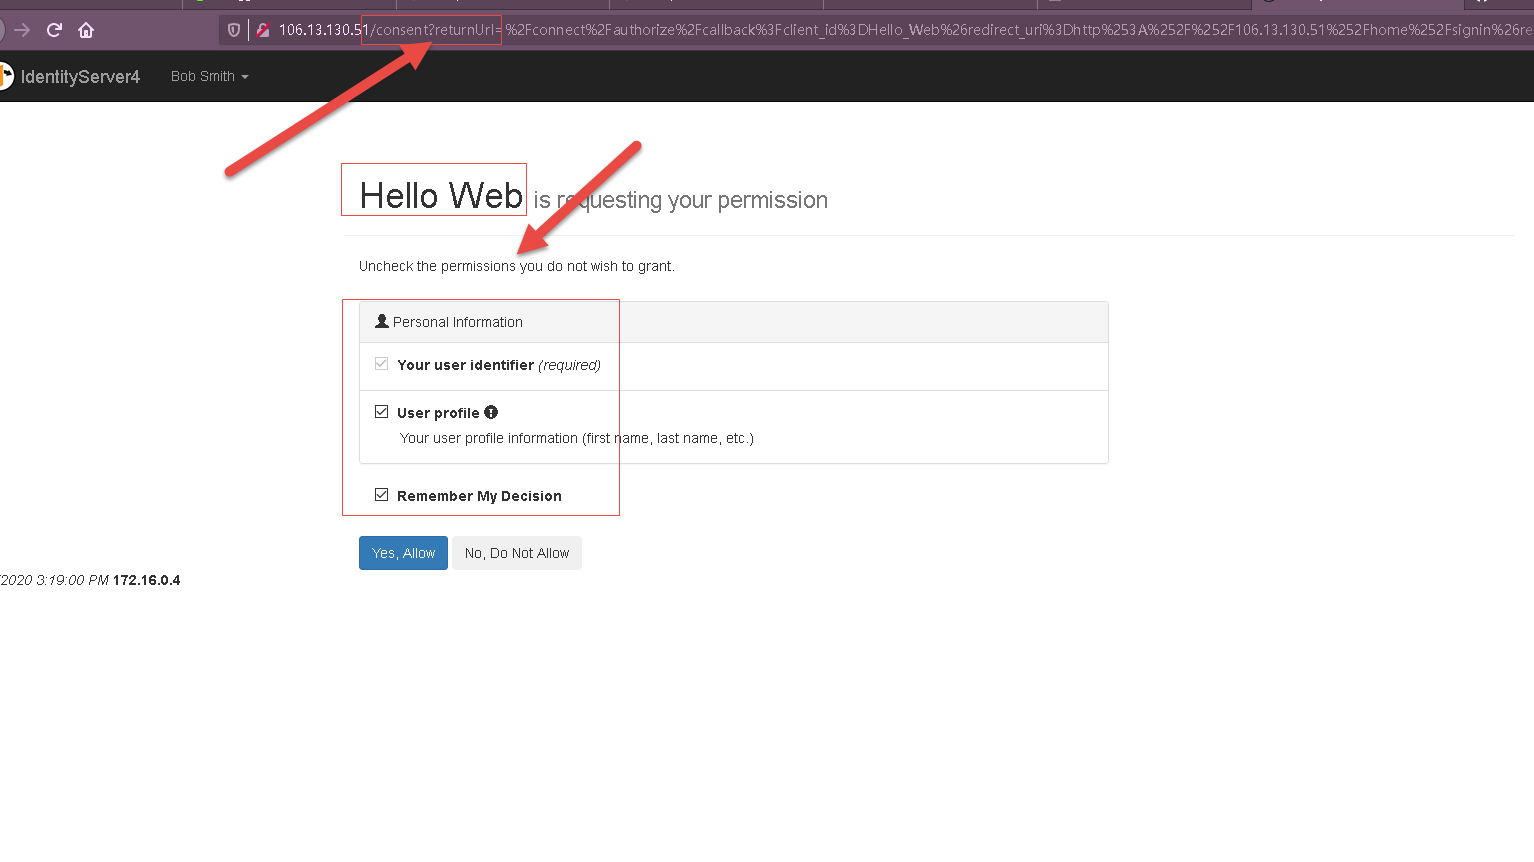 106.13.130.51/consent?returnUrl= %2Fconnect%2Fauthorize%2Fcallback%3Fclient_id%3DHello_Web%26redirect_uri%3Dhttp%253A%252F%252F106.13.130.51%252Fhome%252Fsignin%26re
IdentityServer4 Bob Smith
Hello Web is requesting your permission
Uncheck the permissions you do not wish to grant.
Personal Information
Your user identifier (required)
User profile
Your user profile information (first name, last name, etc.)
Remember My Decision
Yes, Allow No, Do Not Allow
/2020 3:19:00 PM 172.16.0.4